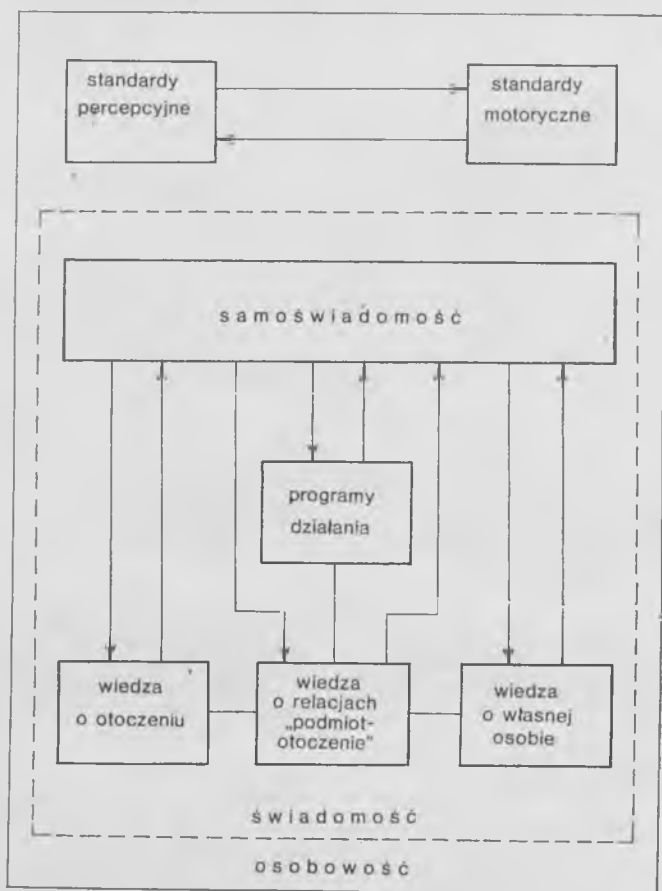 standardy
percepcyjne
standardy
motoryczne
samoświadomość
programy
działania
wiedza
o otoczeniu
wiedza
o relacjach
„podmiot-
otoczenie"
wiedza
o własnej
osobie
świadomość
osobowość